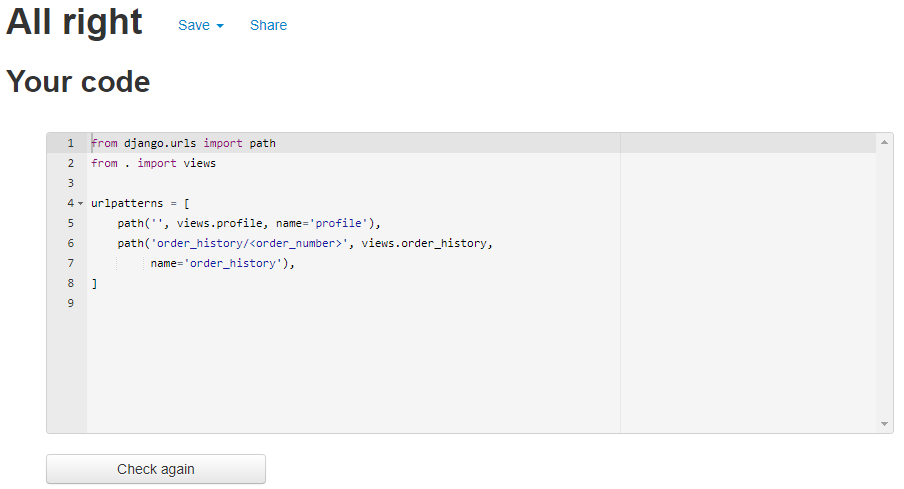 All right Save Share
Your code
1 from django.urls import path
2 from . import views
3
4 urlpatterns = [
5     path('', views.profile, name='profile'),
6     path('order_history/<order_number>', views.order_history,
7          name='order_history'),
8 ]
9
Check again